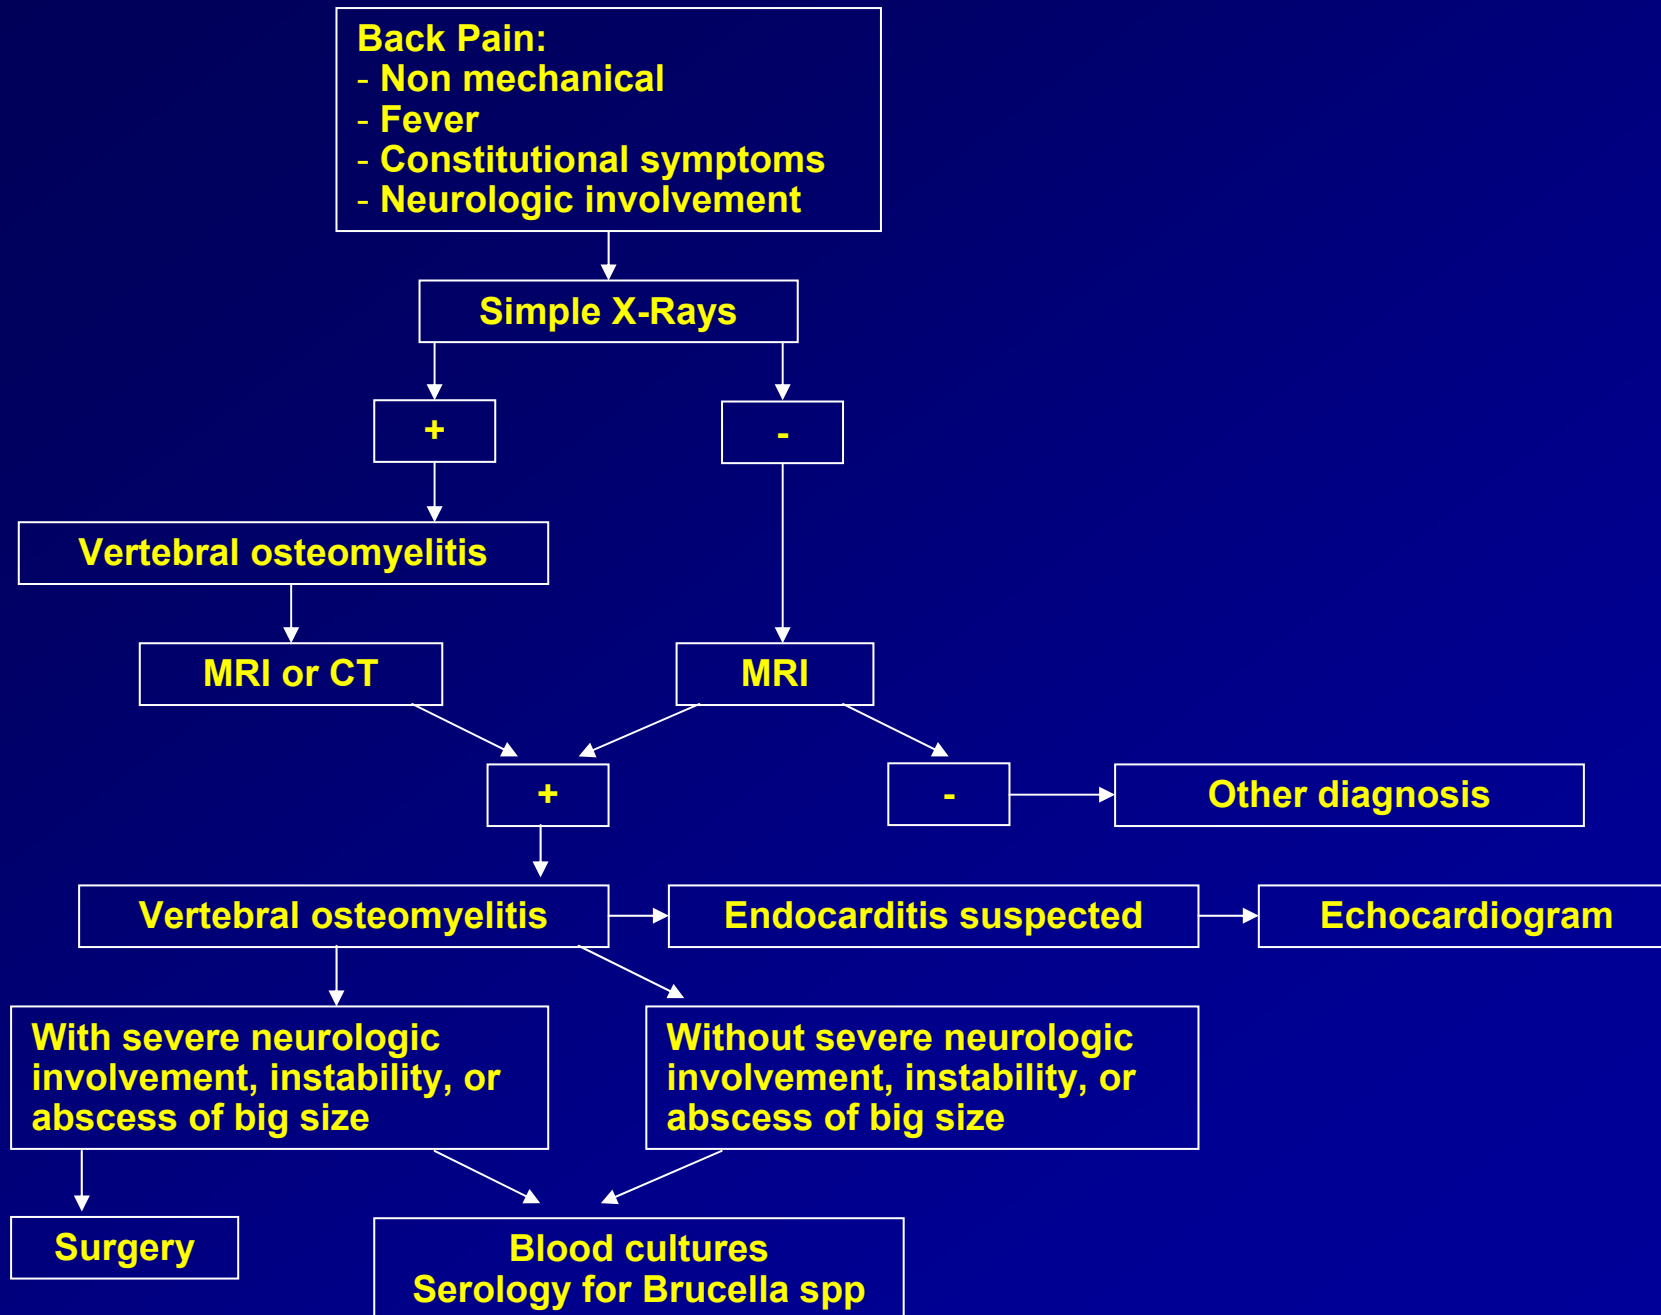 Back Pain:
- Non mechanical
- Fever
- Constitutional symptoms
- Neurologic involvement
Simple X-Rays
+
-
Vertebral osteomyelitis
MRI or CT
MRI
+
-
Other diagnosis
Vertebral osteomyelitis
Endocarditis suspected
Echocardiogram
With severe neurologic
involvement, instability, or
abscess of big size
Without severe neurologic
involvement, instability, or
abscess of big size
Surgery
Blood cultures
Serology for Brucella spp